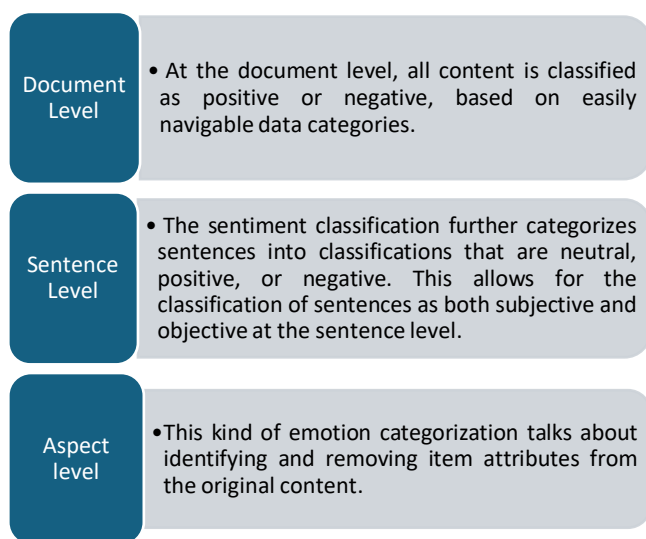 Document
Level
• At the document level, all content is classified
as positive or negative, based on easily
navigable data categories.
Sentence
Level
• The sentiment classification further categorizes
sentences into classifications that are neutral,
positive, or negative. This allows for the
classification of sentences as both subjective and
objective at the sentence level.
Aspect
level
•This kind of emotion categorization talks about
identifying and removing item attributes from
the original content.